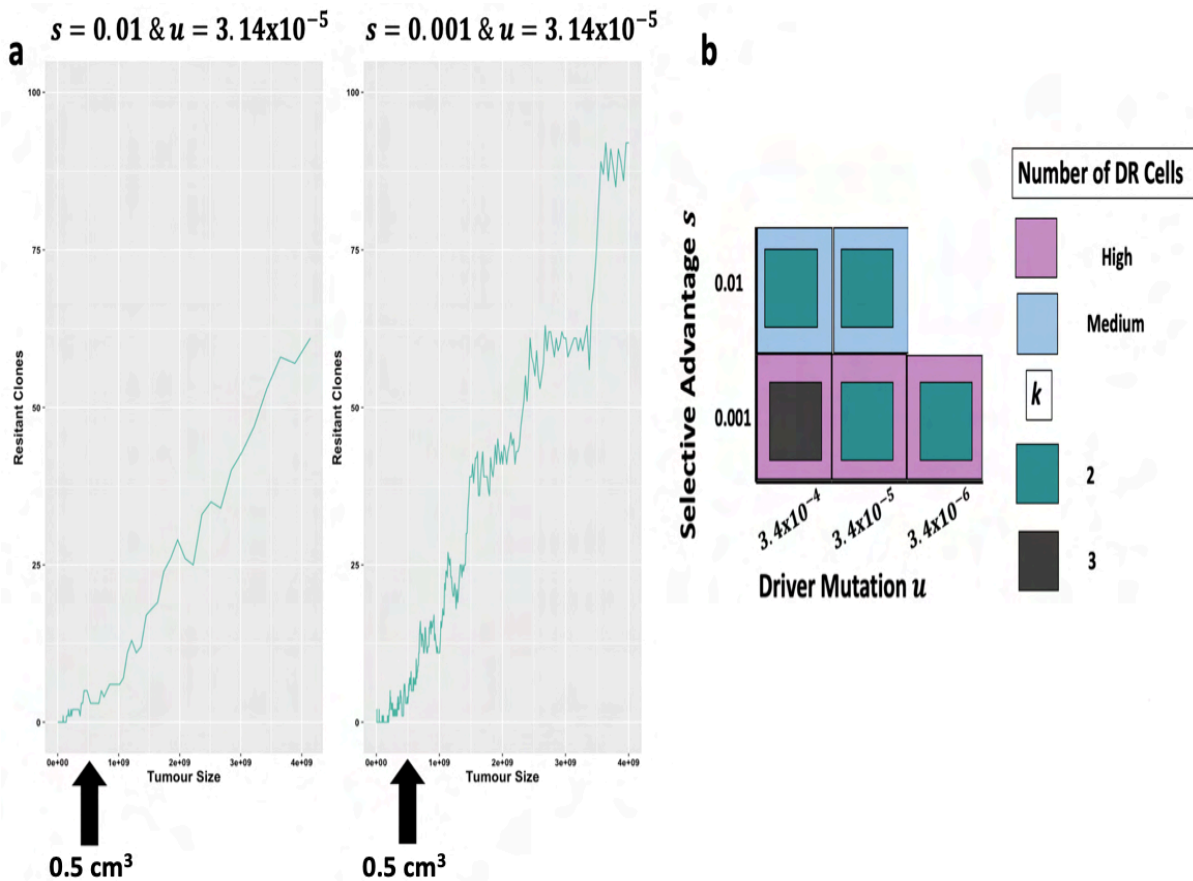 s = 0.01 & u = 3.14x10⁻⁵
s = 0.001 & u = 3.14x10⁻⁵
a
b
100
75
50
25
0
Resitant Clones
0e+00 1e+09 2e+09 3e+09 4e+09
Tumour Size
0.5 cm³
100
75
50
25
0
Resitant Clones
0e+00 1e+09 2e+09 3e+09 4e+09
Tumour Size
0.5 cm³
Selective Advantage s
0.01
0.001
3.4x10⁻⁴ 3.4x10⁻⁵ 3.4x10⁻⁶
Driver Mutation u
Number of DR Cells
High
Medium
k
2
3